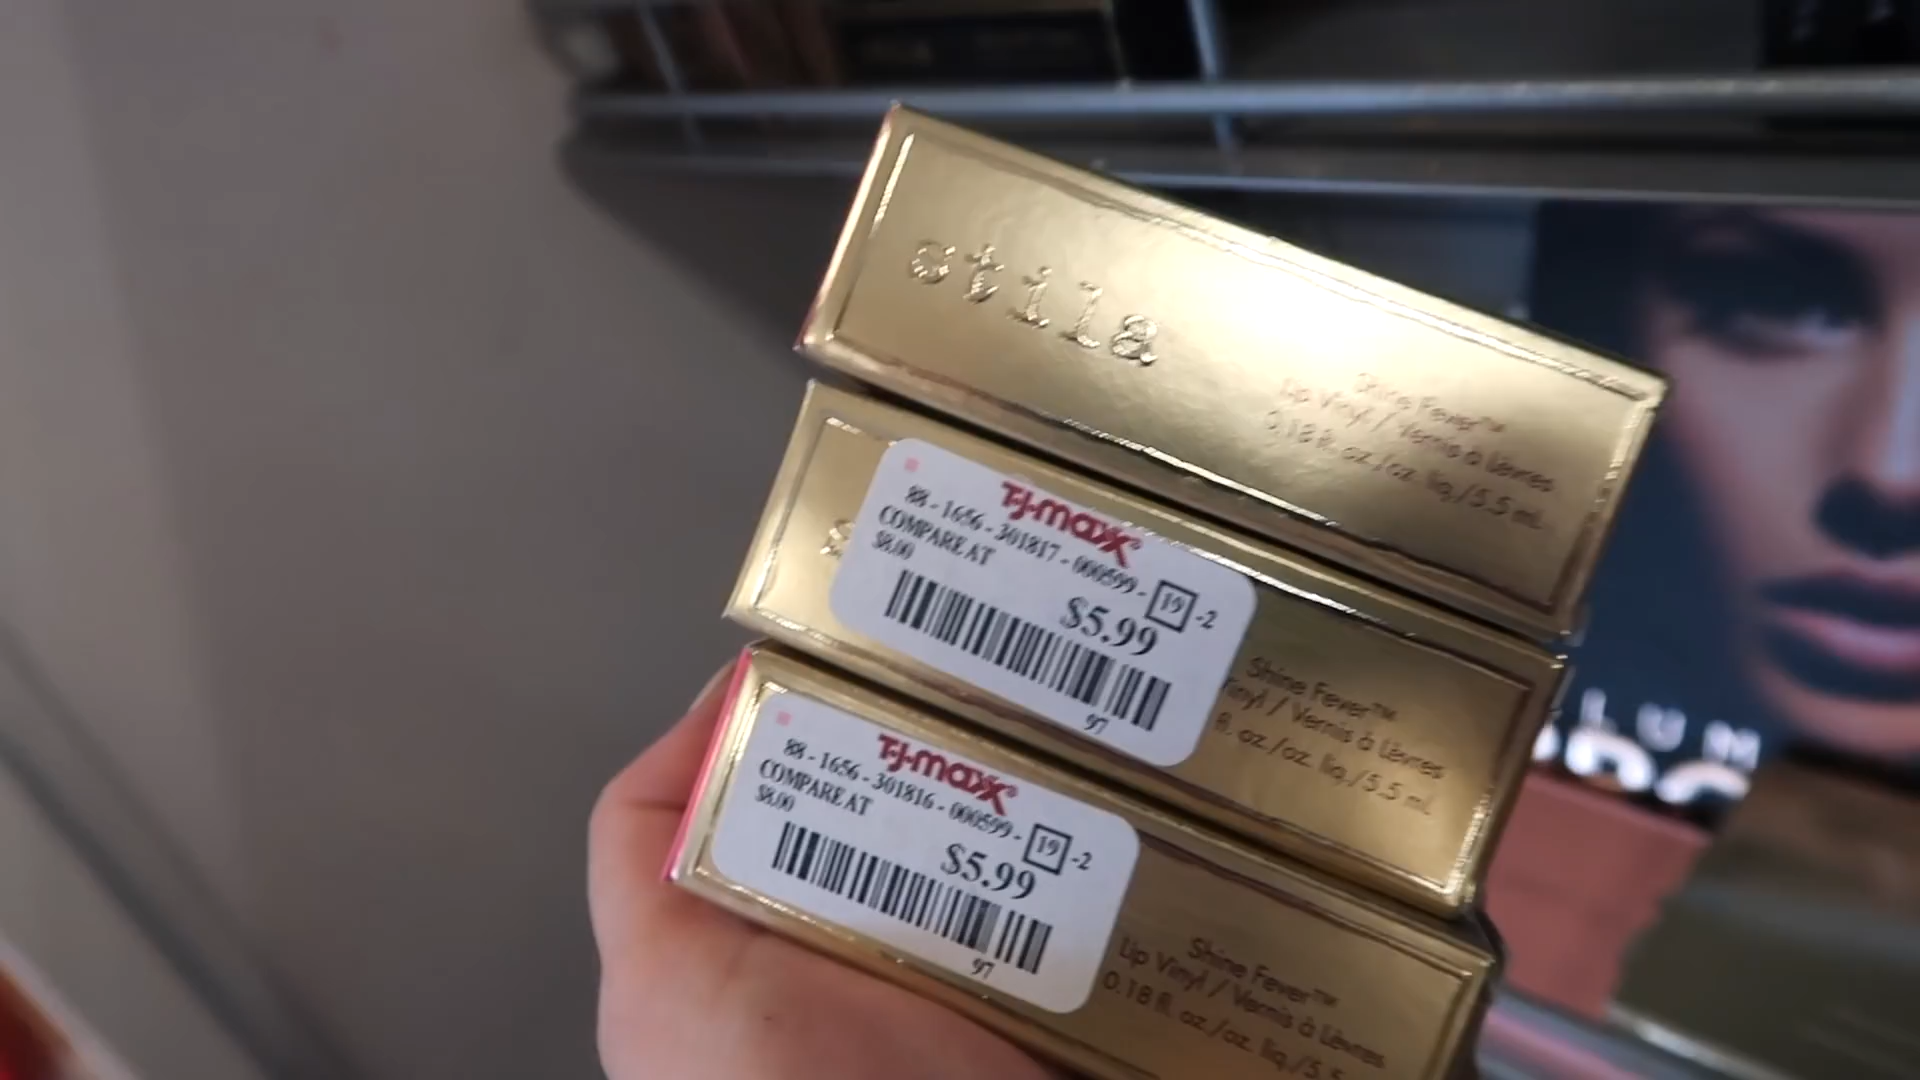 stila
Shine Fever™
Lip Vinyl / Vernis à Lèvres
0.18 fl. oz./oz. liq./5.5 mL
T·J·maxx®
88 - 1656 - 301817 - 000599 - 19 -2
COMPARE AT
$8.00
$5.99
97
Shine Fever™
Vinyl / Vernis à Lèvres
fl. oz./oz. liq./5.5 mL
T·J·maxx®
88 - 1656 - 301816 - 000599 - 19 -2
COMPARE AT
$8.00
$5.99
97
Shine Fever™
Lip Vinyl / Vernis à Lèvres
0.18 fl. oz./oz. liq./5.5